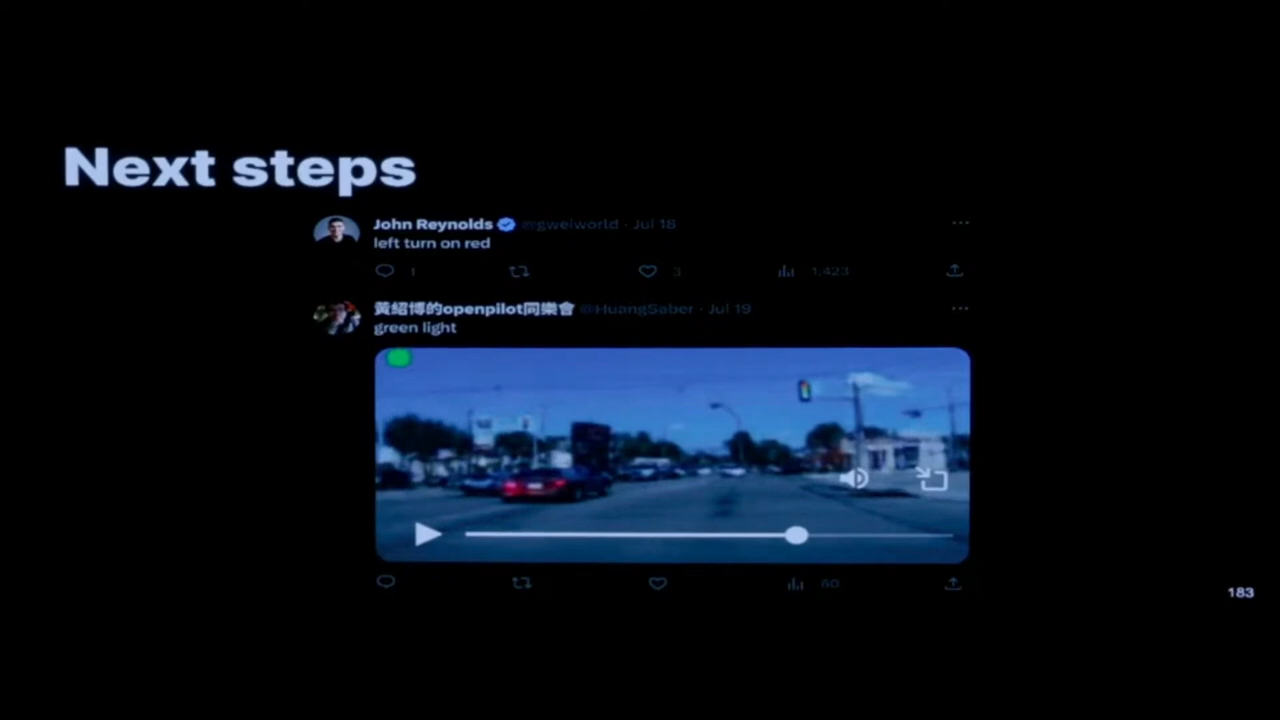 Next steps
John Reynolds @gweiworld · Jul 18
left turn on red
1 3 1,423
黃紹博的openpilot同樂會 @HuangSaber · Jul 19
green light
60
183